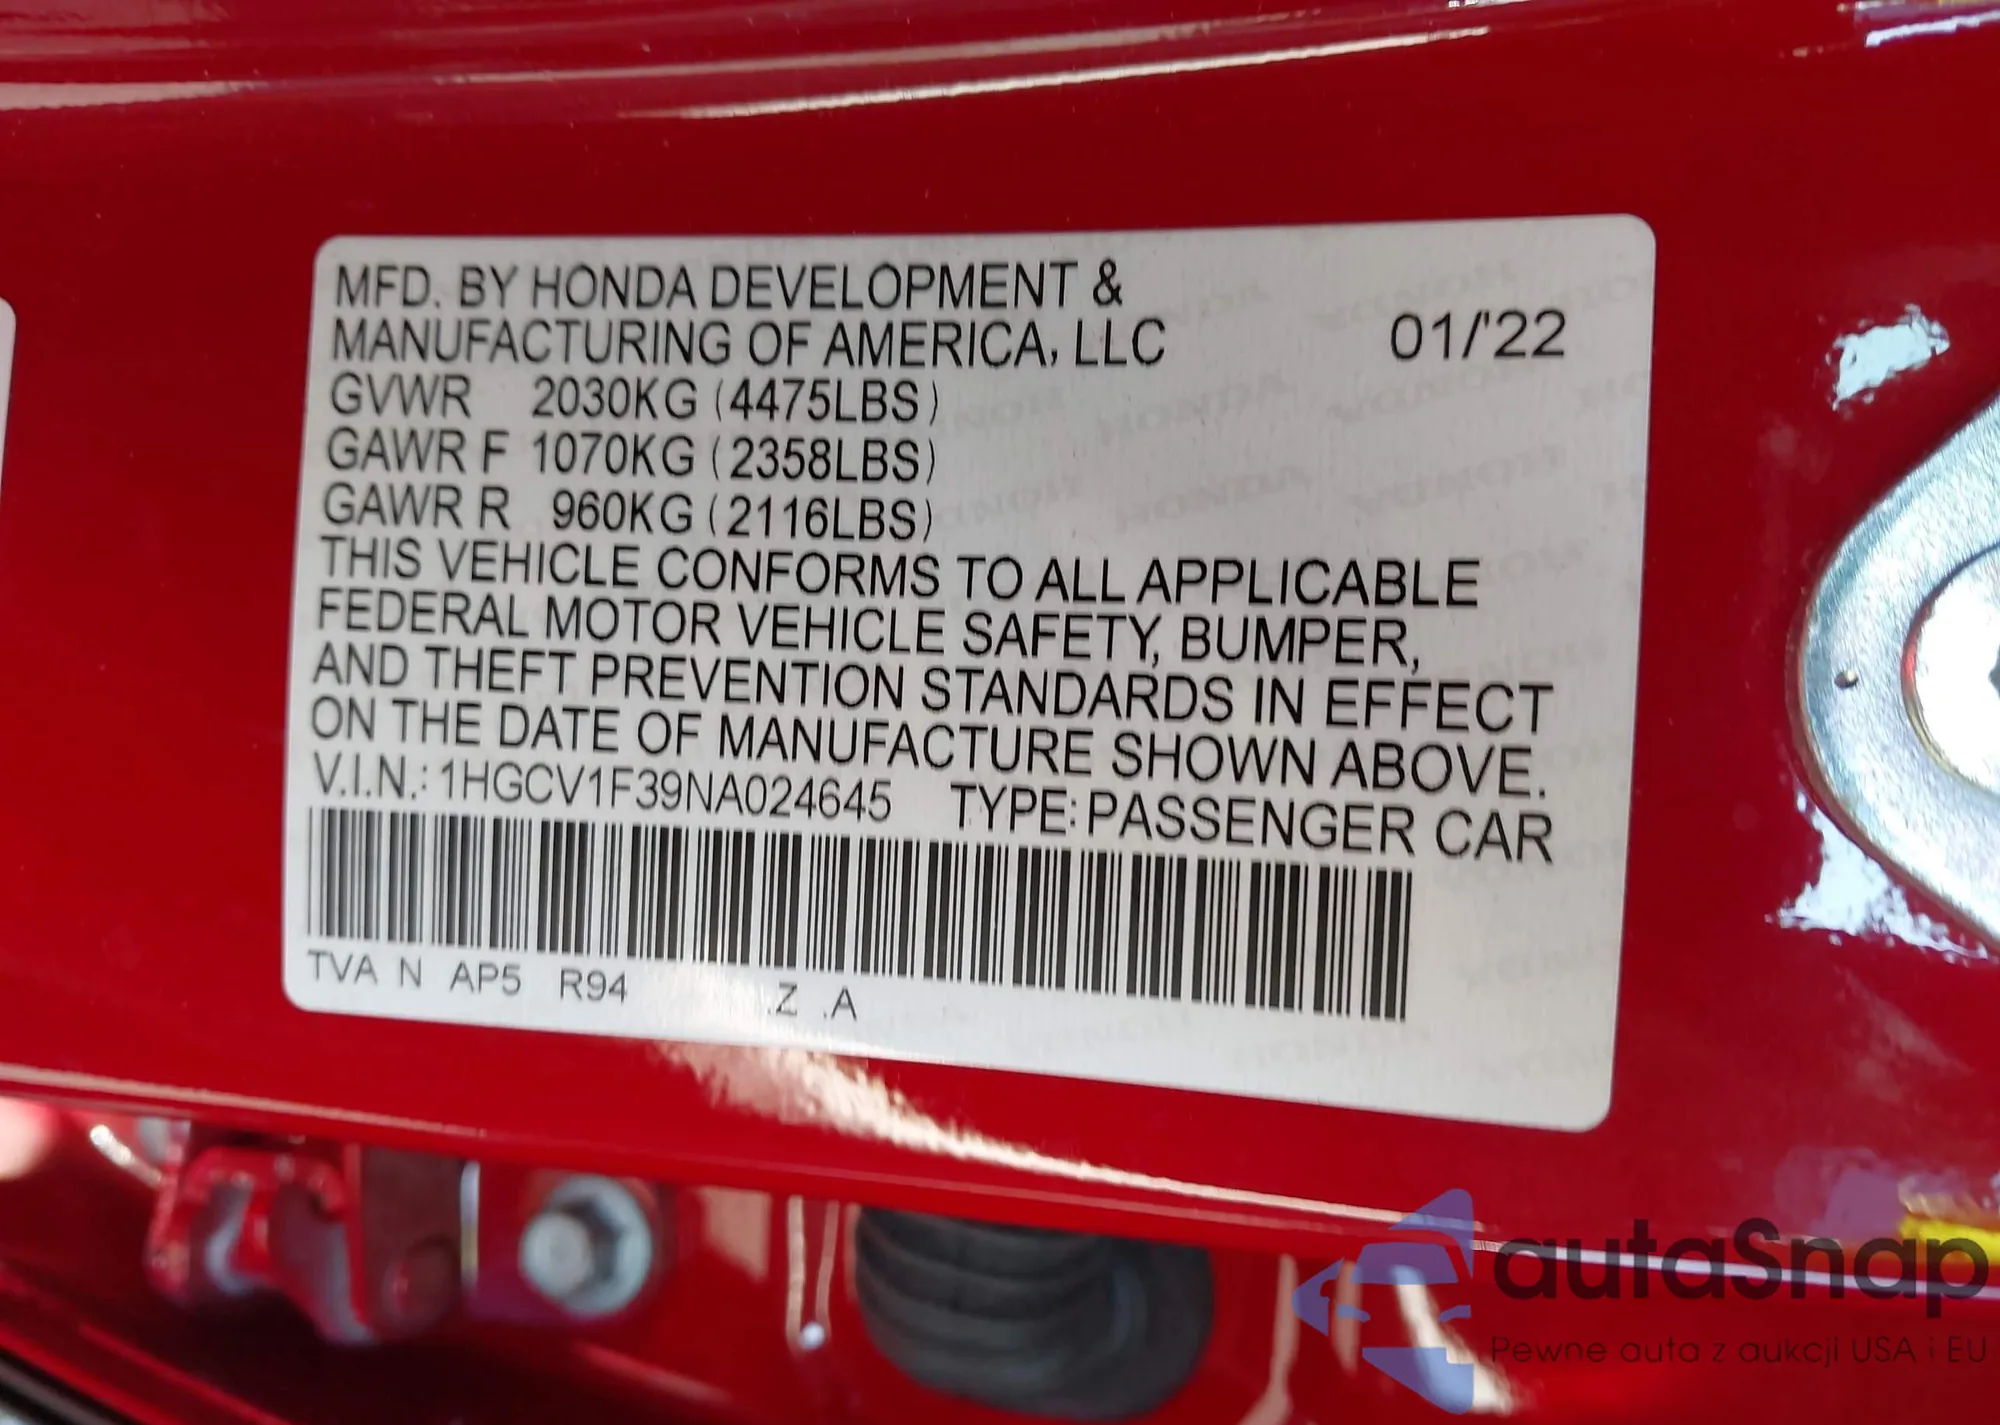 MFD. BY HONDA DEVELOPMENT &
MANUFACTURING OF AMERICA, LLC 01/'22
GVWR 2030KG (4475LBS)
GAWR F 1070KG (2358LBS)
GAWR R 960KG (2116LBS)
THIS VEHICLE CONFORMS TO ALL APPLICABLE
FEDERAL MOTOR VEHICLE SAFETY, BUMPER,
AND THEFT PREVENTION STANDARDS IN EFFECT
ON THE DATE OF MANUFACTURE SHOWN ABOVE.
V.I.N.: 1HGCV1F39NA024645 TYPE: PASSENGER CAR
TVA N AP5 R94 .Z .A
autaSnap
Pewne auta z aukcji USA i EU